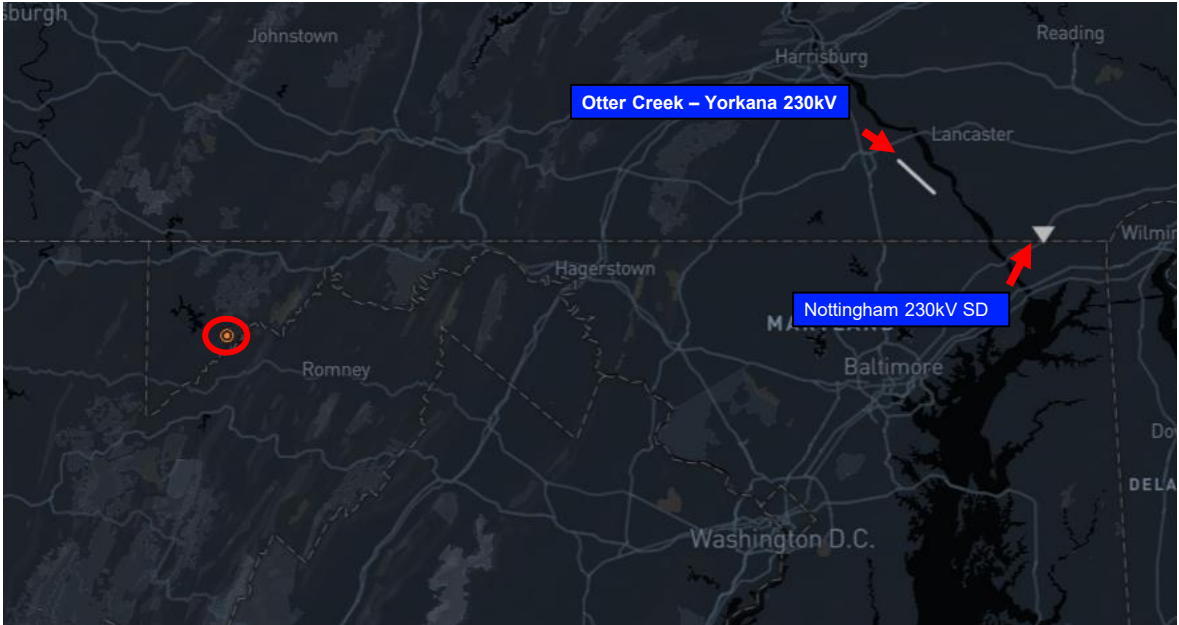 sburgh
Johnstown
Reading
Harrisburg
Otter Creek – Yorkana 230kV
Lancaster
Wilmin
Hagerstown
Nottingham 230kV SD
MARYLAND
Romney
Baltimore
Do
DELA
Washington D.C.